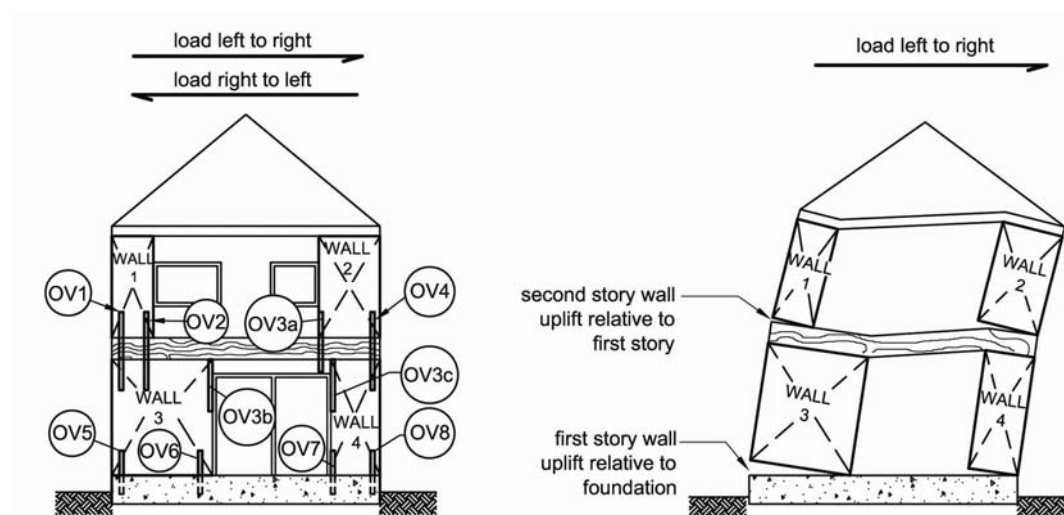 load left to right
load right to left
WALL
1
WALL
2
OV1
OV2
OV3a
OV4
WALL
3
OV3b
OV3c
WALL
4
OV5
OV6
OV7
OV8
load left to right
WALL
1
WALL
2
second story wall
uplift relative to
first story
WALL
3
WALL
4
first story wall
uplift relative to
foundation